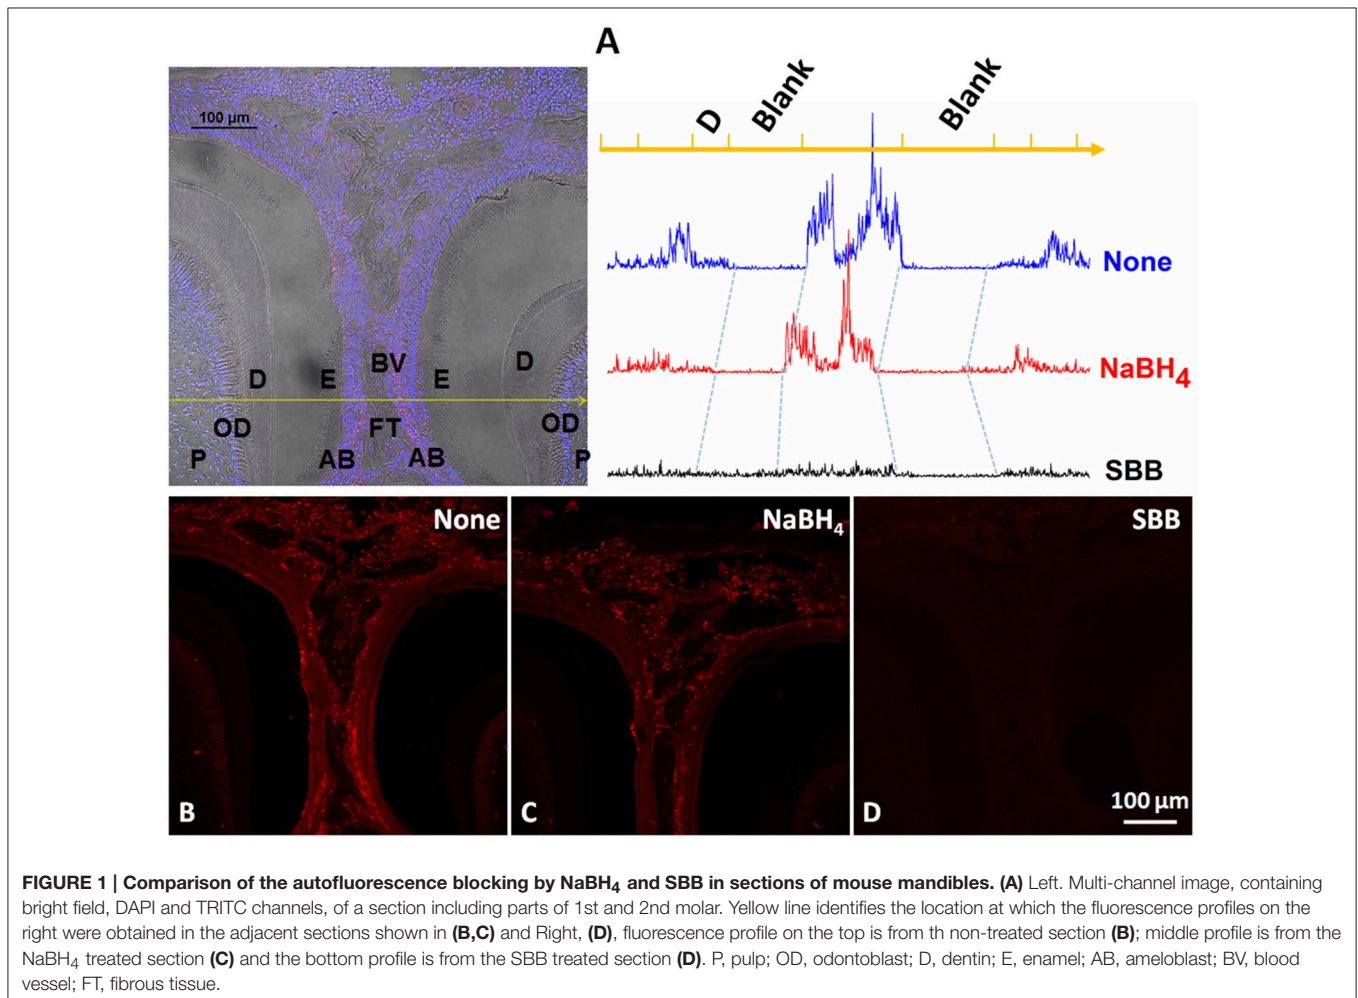 A
100 µm
D
Blank
Blank
None
NaBH4
SBB
BV
D
E
E
D
OD
FT
OD
P
AB
AB
P
None
NaBH4
SBB
B
C
D
100 µm
FIGURE 1 | Comparison of the autofluorescence blocking by NaBH4 and SBB in sections of mouse mandibles. (A) Left. Multi-channel image, containing
bright field, DAPI and TRITC channels, of a section including parts of 1st and 2nd molar. Yellow line identifies the location at which the fluorescence profiles on the
right were obtained in the adjacent sections shown in (B,C) and Right, (D), fluorescence profile on the top is from th non-treated section (B); middle profile is from the
NaBH4 treated section (C) and the bottom profile is from the SBB treated section (D). P, pulp; OD, odontoblast; D, dentin; E, enamel; AB, ameloblast; BV, blood
vessel; FT, fibrous tissue.